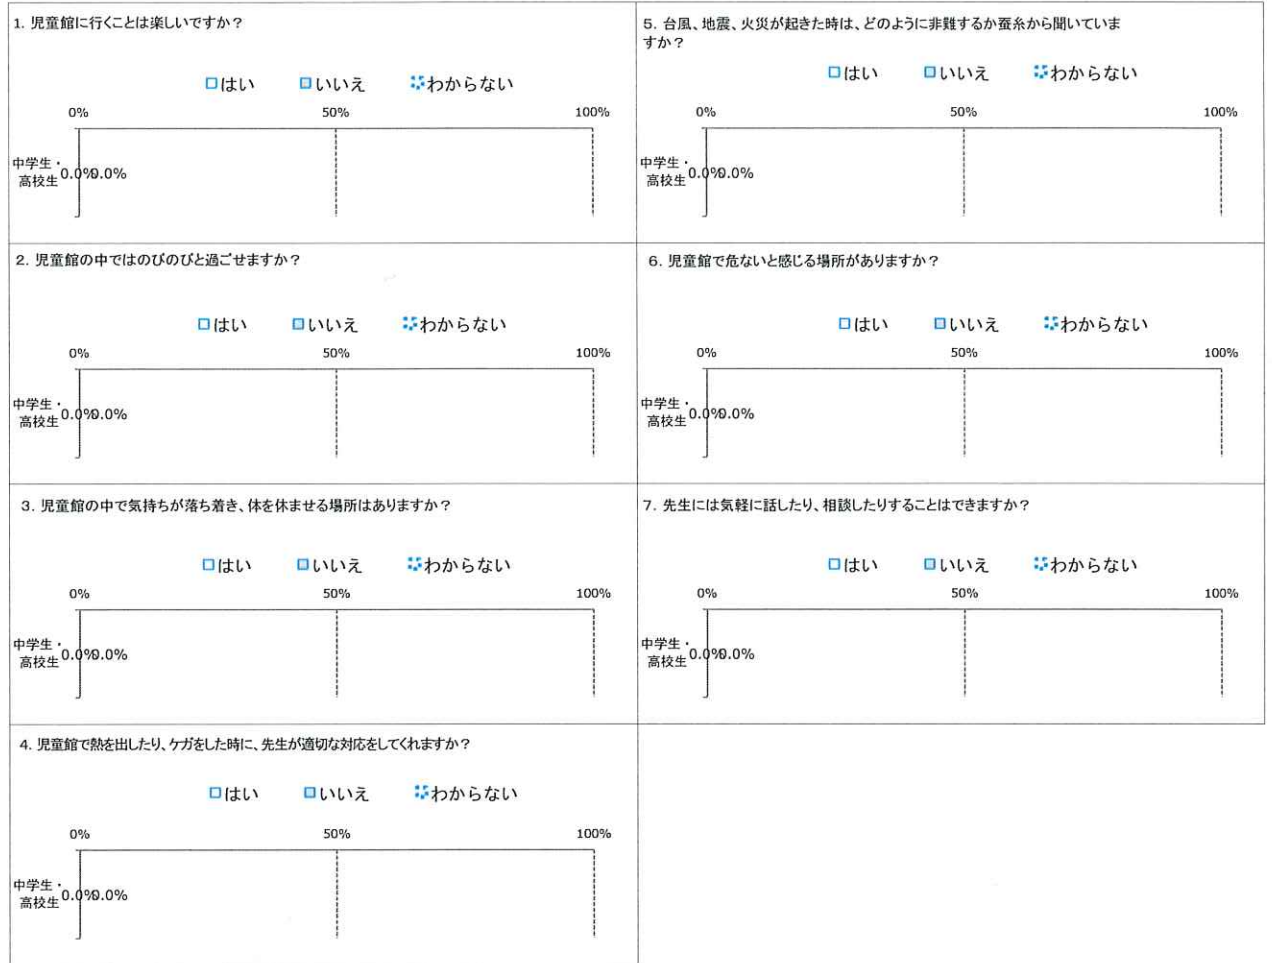 1. 児童館に行くことは楽しいですか？
はい いいえ わからない
0% 50% 100%
中学生・
高校生
0.0%0.0%
2. 児童館の中ではのびのびと過ごせますか？
はい いいえ わからない
0% 50% 100%
中学生・
高校生
0.0%0.0%
3. 児童館の中で気持ちが落ち着き、体を休ませる場所はありますか？
はい いいえ わからない
0% 50% 100%
中学生・
高校生
0.0%0.0%
4. 児童館で熱を出したり、ケガをした時に、先生が適切な対応をしてくれますか？
はい いいえ わからない
0% 50% 100%
中学生・
高校生
0.0%0.0%
5. 台風、地震、火災が起きた時は、どのように非難するか蚕糸から聞いていま
すか？
はい いいえ わからない
0% 50% 100%
中学生・
高校生
0.0%0.0%
6. 児童館で危ないと感じる場所がありますか？
はい いいえ わからない
0% 50% 100%
中学生・
高校生
0.0%0.0%
7. 先生には気軽に話したり、相談したりすることはできますか？
はい いいえ わからない
0% 50% 100%
中学生・
高校生
0.0%0.0%